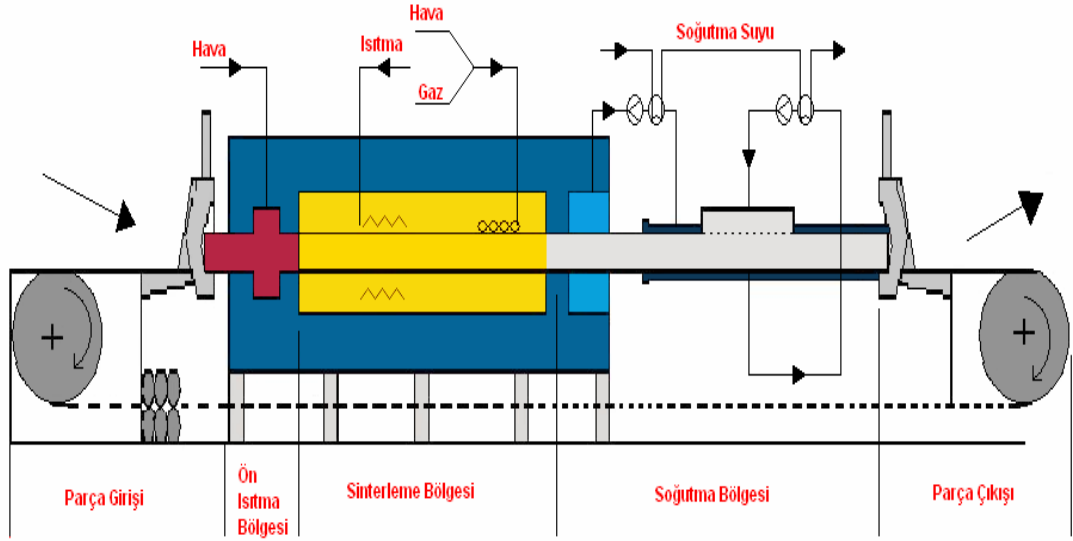 Hava
Soğutma Suyu
Isıtma
Hava
Gaz
Parça Girişi
Ön
Isıtma
Bölgesi
Sinterleme Bölgesi
Soğutma Bölgesi
Parça Çıkışı